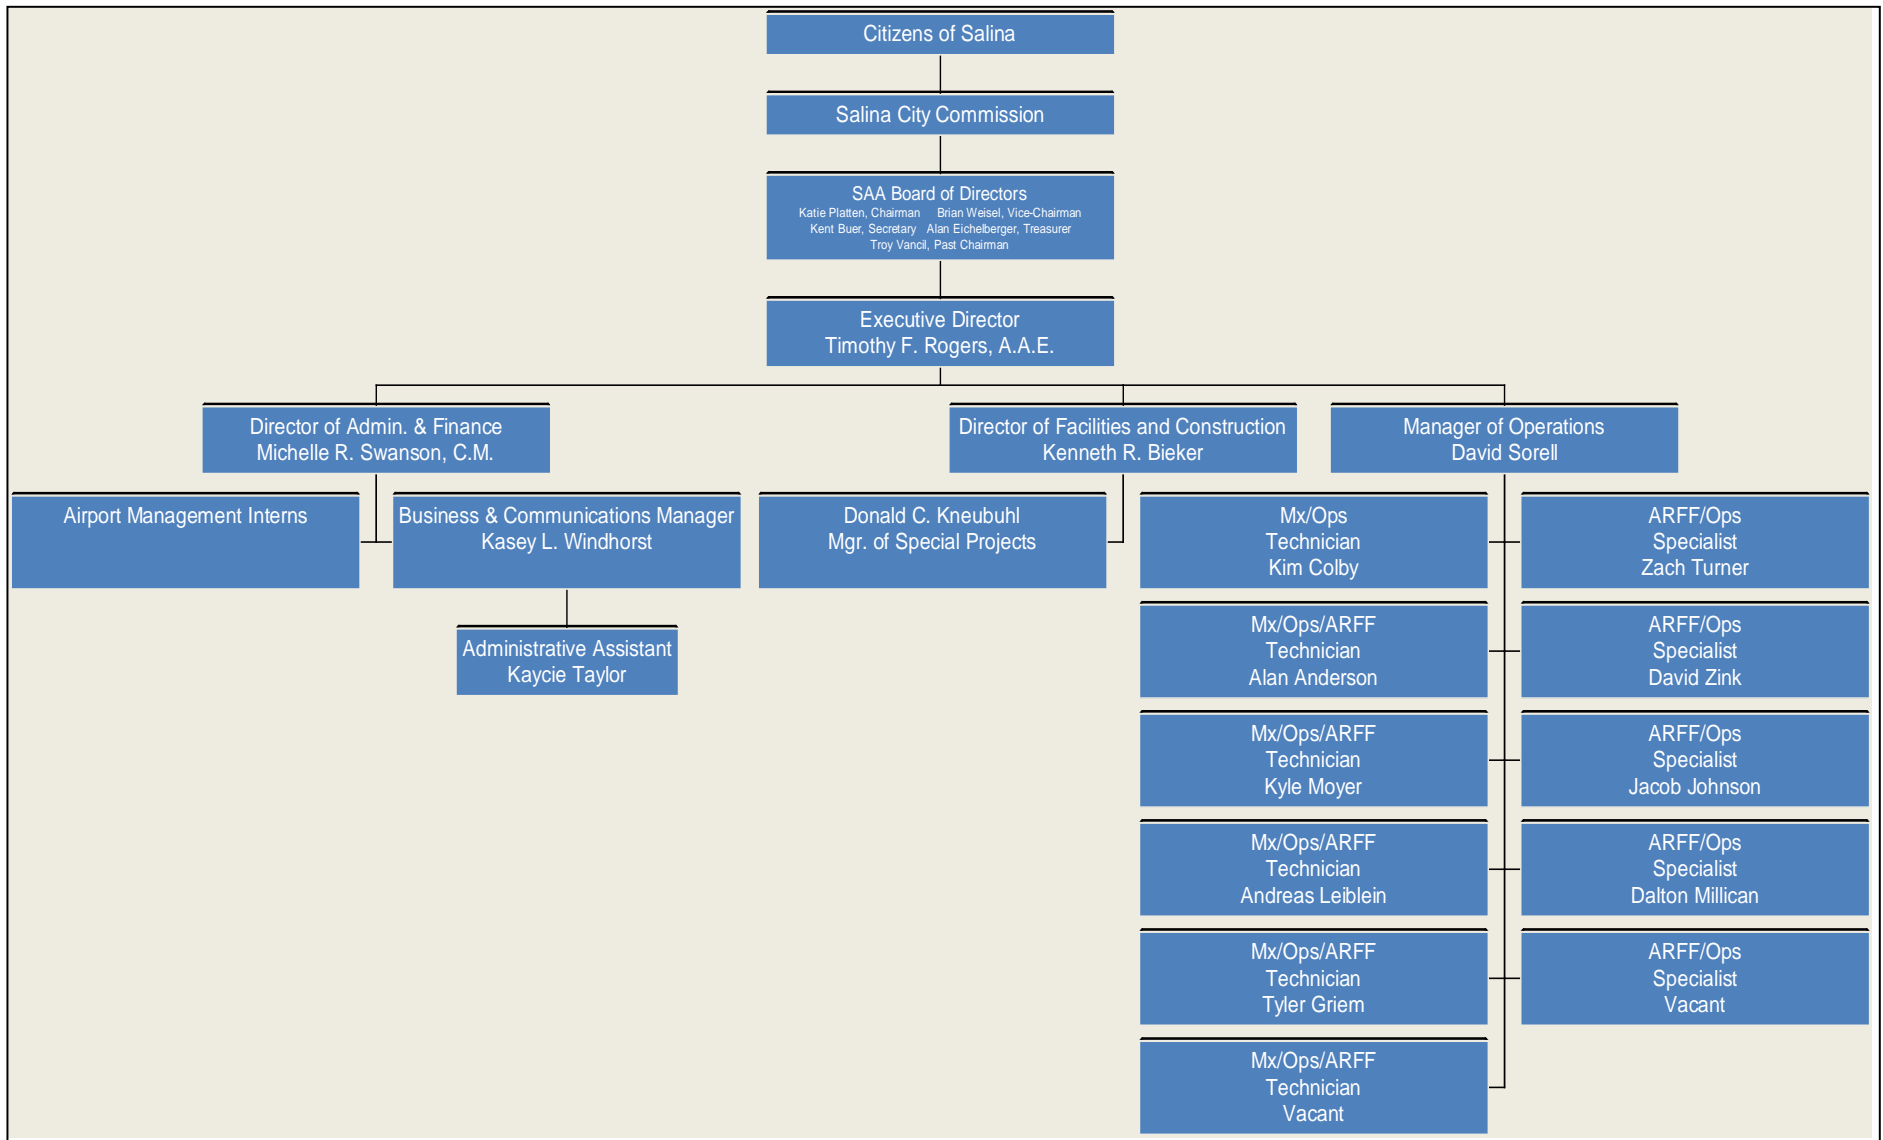 Citizens of Salina
Salina City Commission
SAA Board of Directors
Katie Platten, Chairman Brian Weisel, Vice-Chairman
Kent Buer, Secretary Alan Eichelberger, Treasurer
Troy Vancil, Past Chairman
Executive Director
Timothy F. Rogers, A.A.E.
Director of Admin. & Finance
Michelle R. Swanson, C.M.
Director of Facilities and Construction
Kenneth R. Bieker
Manager of Operations
David Sorell
Airport Management Interns
Business & Communications Manager
Kasey L. Windhorst
Donald C. Kneubuhl
Mgr. of Special Projects
Mx/Ops
Technician
Kim Colby
ARFF/Ops
Specialist
Zach Turner
Administrative Assistant
Kaycie Taylor
Mx/Ops/ARFF
Technician
Alan Anderson
ARFF/Ops
Specialist
David Zink
Mx/Ops/ARFF
Technician
Kyle Moyer
ARFF/Ops
Specialist
Jacob Johnson
Mx/Ops/ARFF
Technician
Andreas Leiblein
ARFF/Ops
Specialist
Dalton Millican
Mx/Ops/ARFF
Technician
Tyler Griem
ARFF/Ops
Specialist
Vacant
Mx/Ops/ARFF
Technician
Vacant